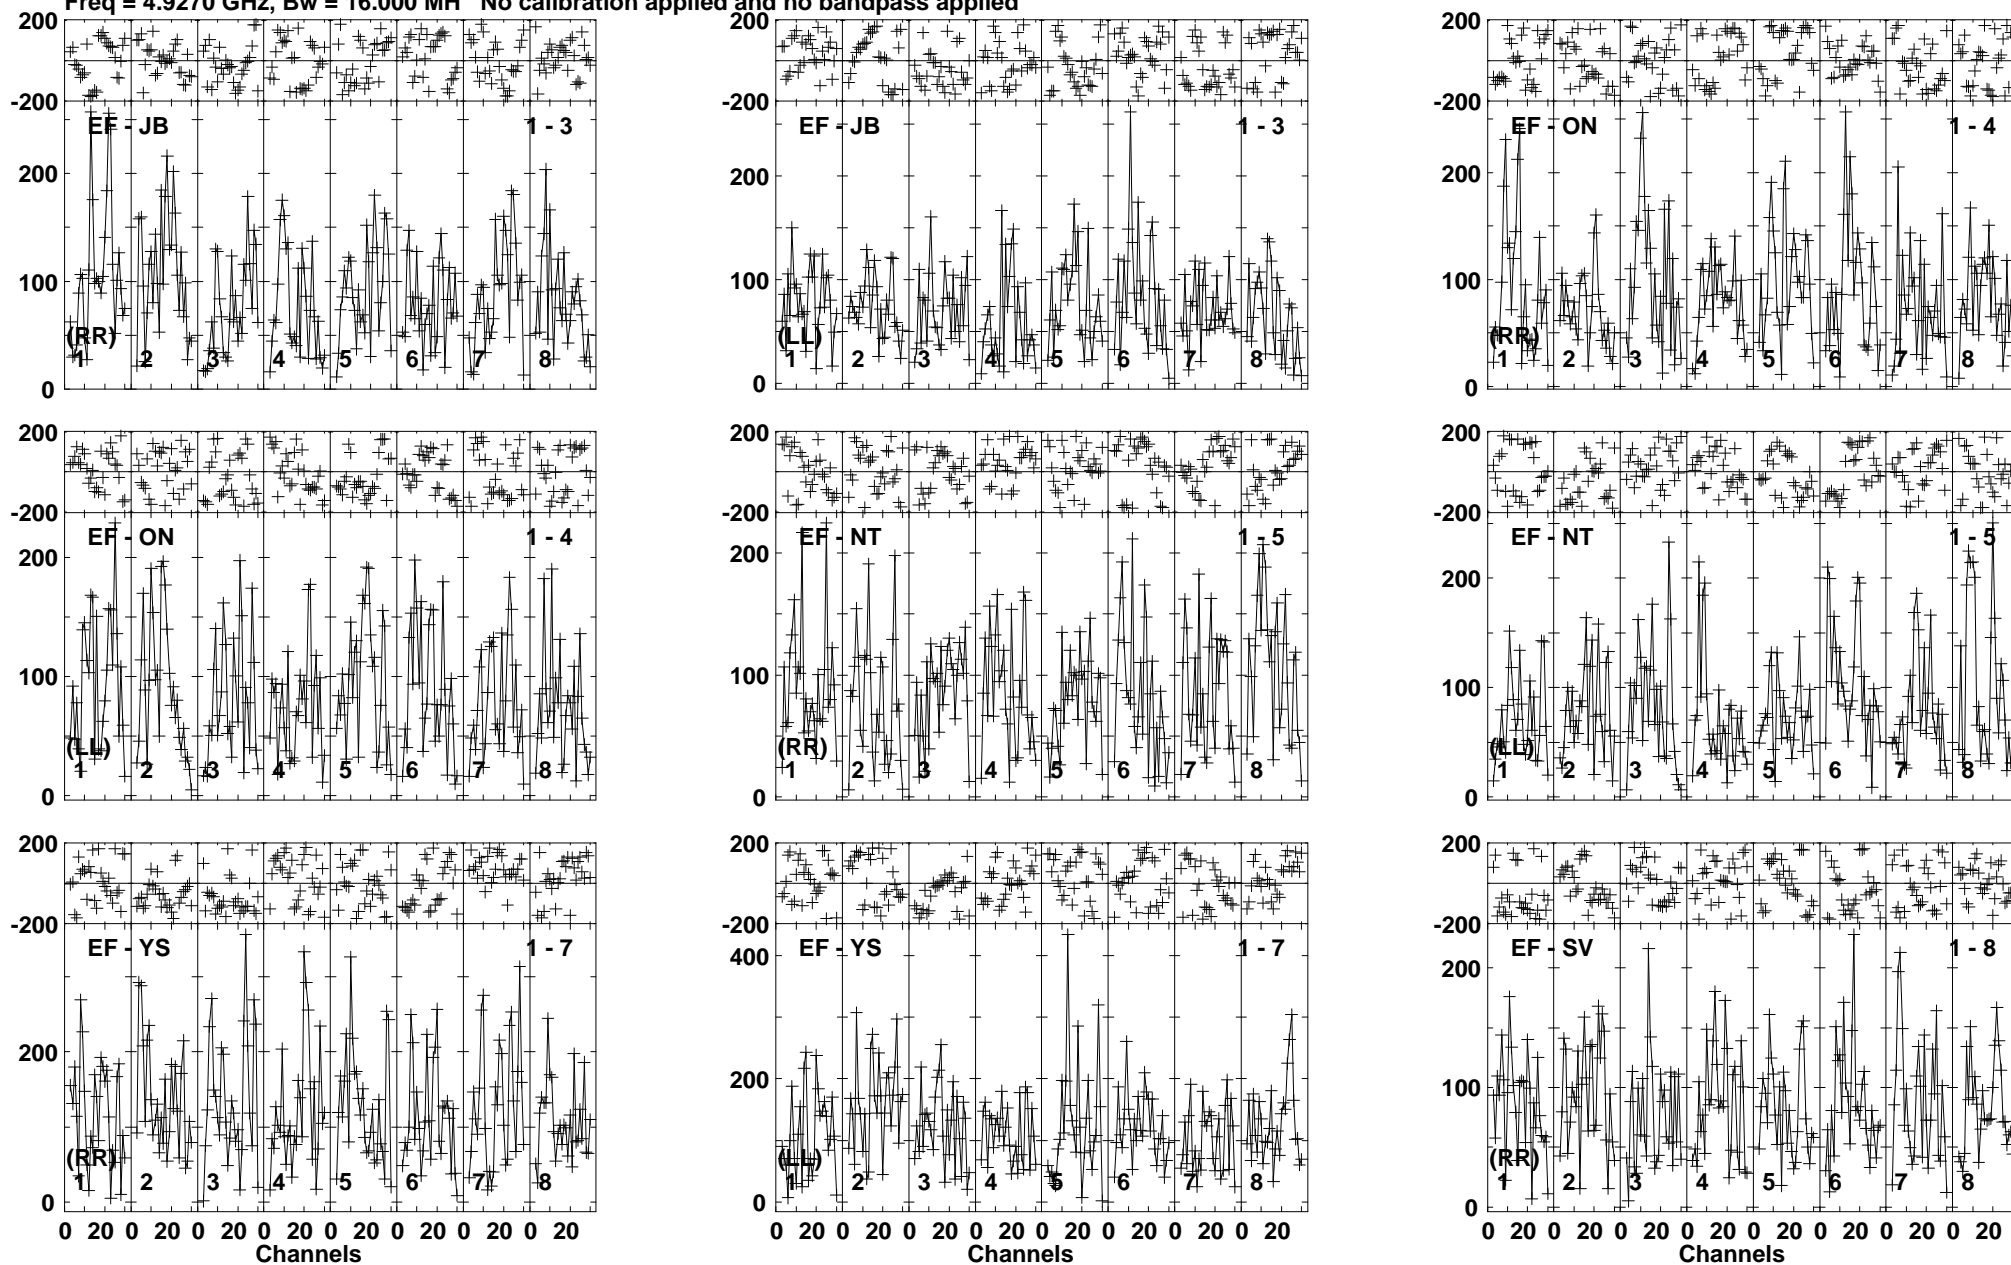 Freq = 4.9270 GHz, Bw = 16.000 MH   No calibration applied and no bandpass applied
200 200 200
-200 -200 -200
EF - JB 1 - 3 EF - JB 1 - 3 EF - ON 1 - 4
200 200 200
100 100 100
(RR) (LL) (RR)
1 2 3 4 5 6 7 8 1 2 3 4 5 6 7 8 1 2 3 4 5 6 7 8
0 0 0
200 200 200
-200 -200 -200
EF - ON 1 - 4 EF - NT 1 - 5 EF - NT 1 - 5
200 200 200
100 100 100
(LL) (RR) (LL)
1 2 3 4 5 6 7 8 1 2 3 4 5 6 7 8 1 2 3 4 5 6 7 8
0 0 0
200 200 200
-200 -200 -200
EF - YS 1 - 7 EF - YS 1 - 7 EF - SV 1 - 8
400
200 200 200
100
(RR) (LL) (RR)
1 2 3 4 5 6 7 8 1 2 3 4 5 6 7 8 1 2 3 4 5 6 7 8
0 0 0
0 20 0 20 0 20 0 20 0 20 0 20 0 20 0 20 0 20 0 20 0 20 0 20 0 20 0 20 0 20 0 20 0 20 0 20 0 20 0 20 0 20 0 20 0 20 0 20
Channels Channels Channels